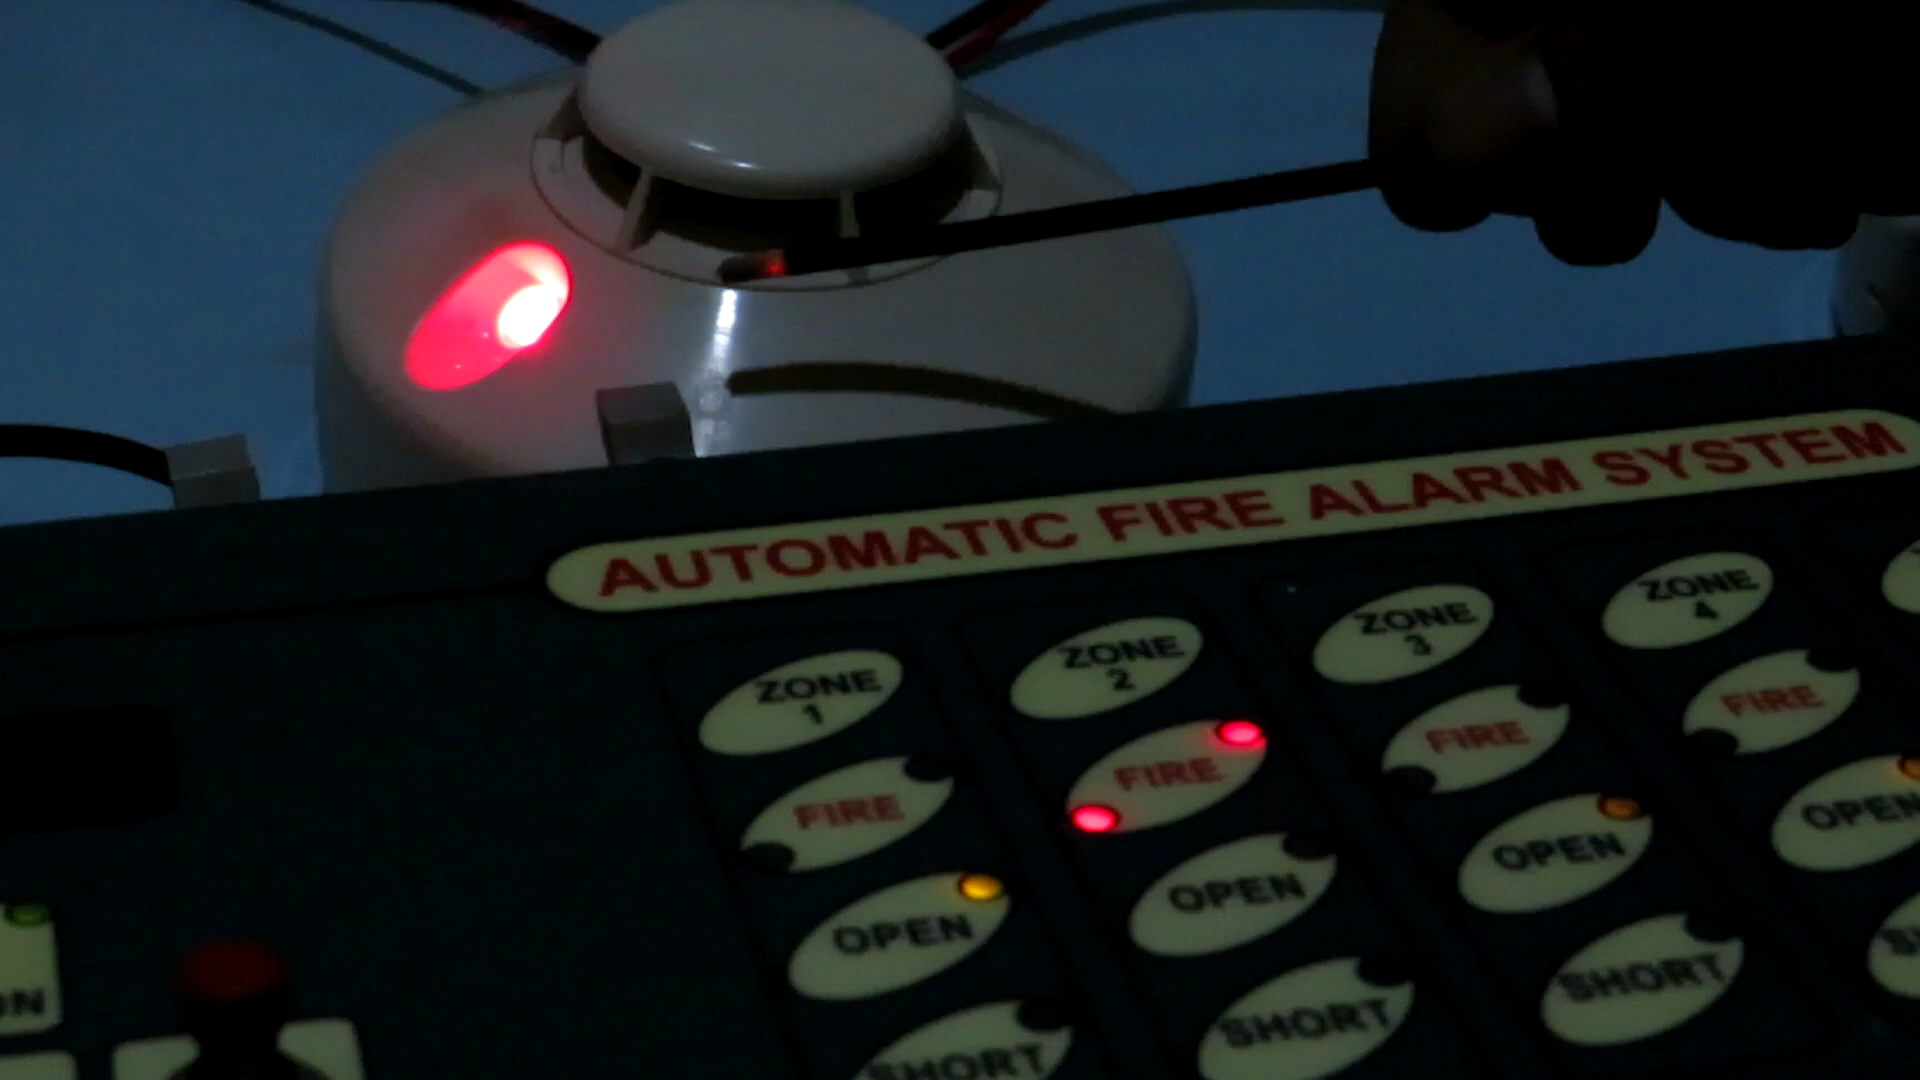 AUTOMATIC FIRE ALARM SYSTEM
ZONE
1
ZONE
2
ZONE
3
ZONE
4
FIRE
FIRE
FIRE
FIRE
OPEN
OPEN
OPEN
OPEN
SHORT
SHORT
SHORT